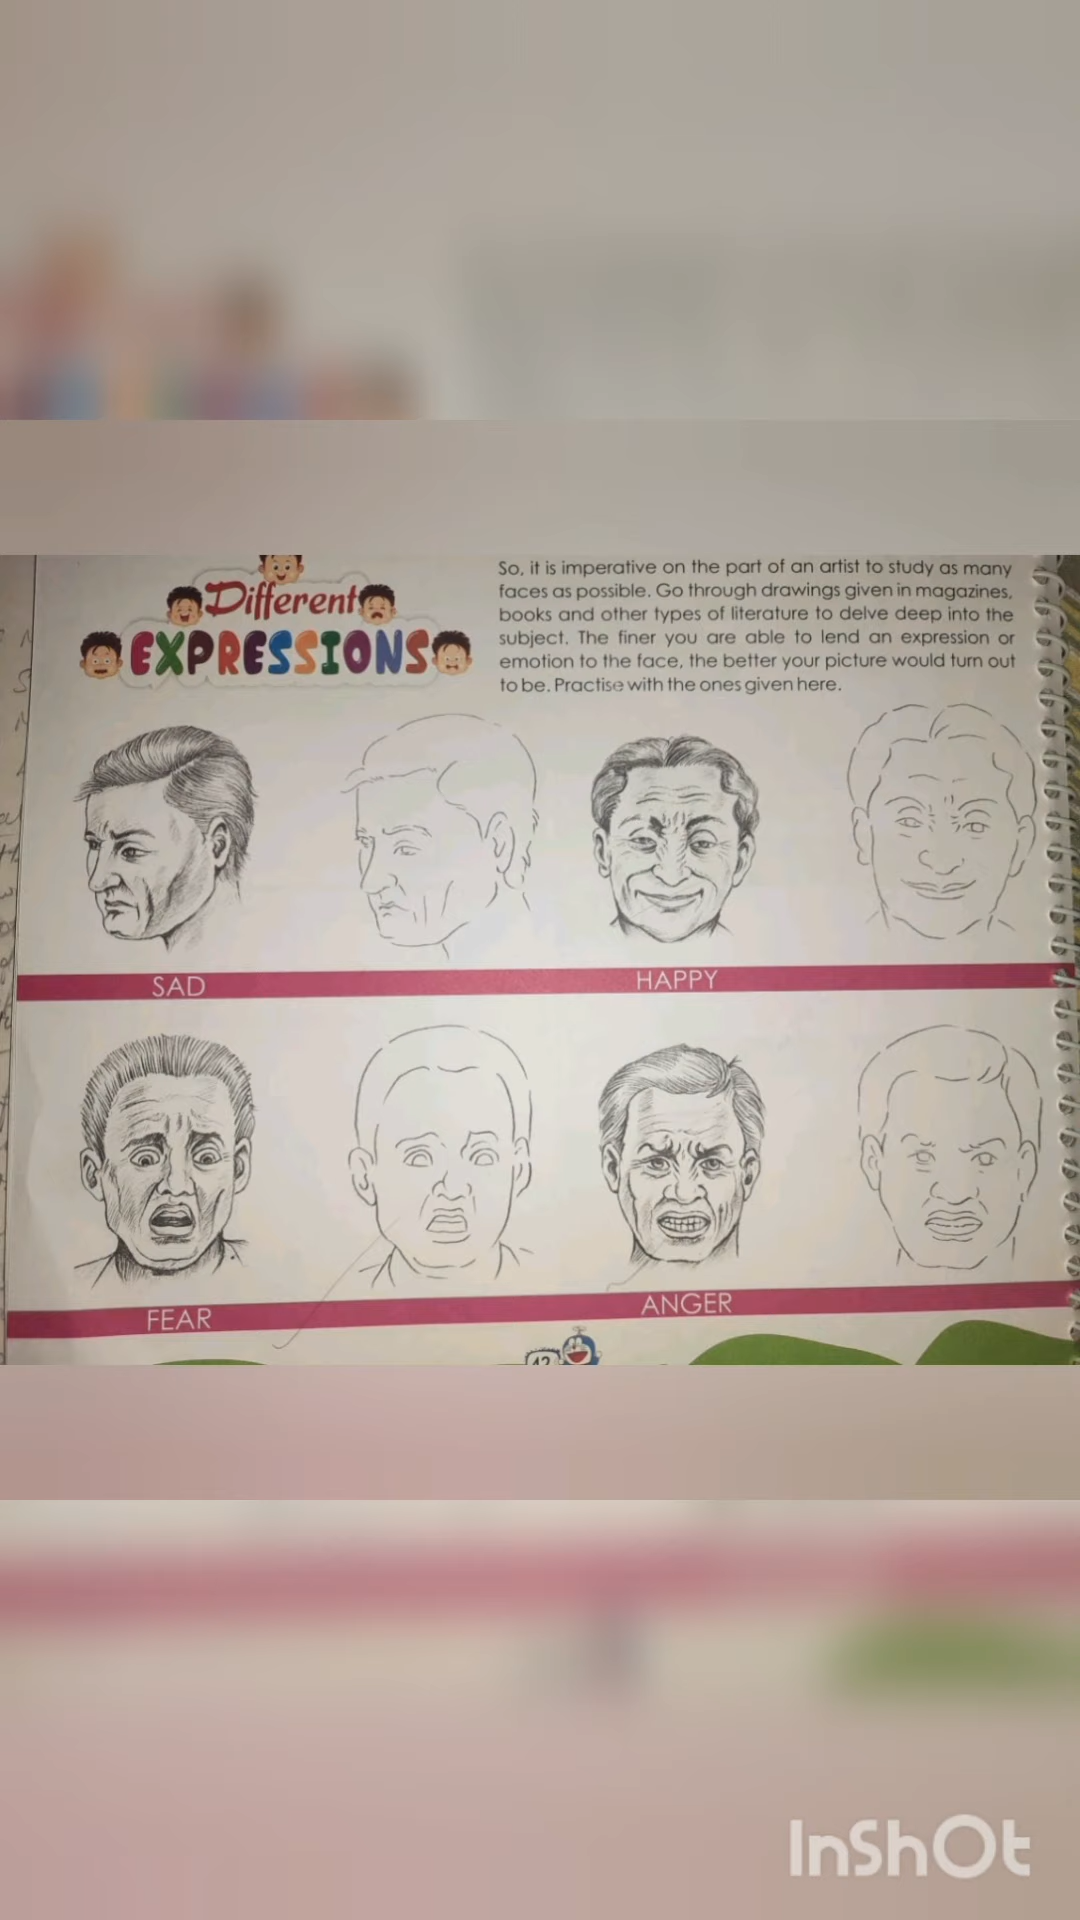 Different
EXPRESSIONS
So, it is imperative on the part of an artist to study as many
faces as possible. Go through drawings given in magazines,
books and other types of literature to delve deep into the
subject. The finer you are able to lend an expression or
emotion to the face, the better your picture would turn out
to be. Practise with the ones given here.
SAD
HAPPY
FEAR
ANGER
42
InShOt